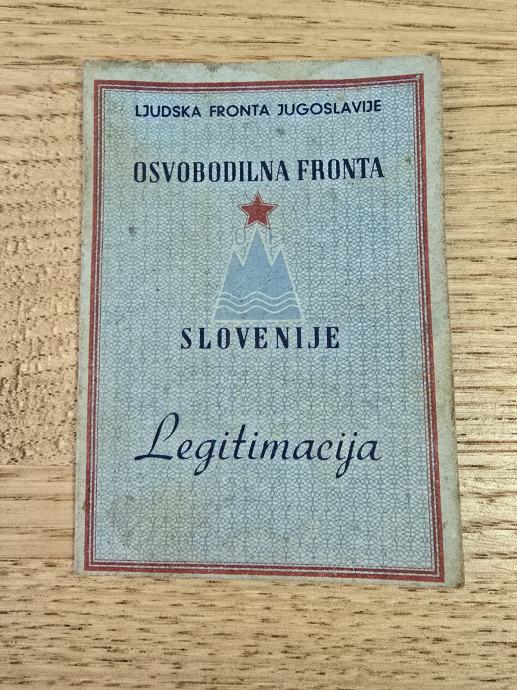 LJUDSKA FRONTA JUGOSLAVIJE
OSVOBODILNA FRONTA
SLOVENIJE
Legitimacija